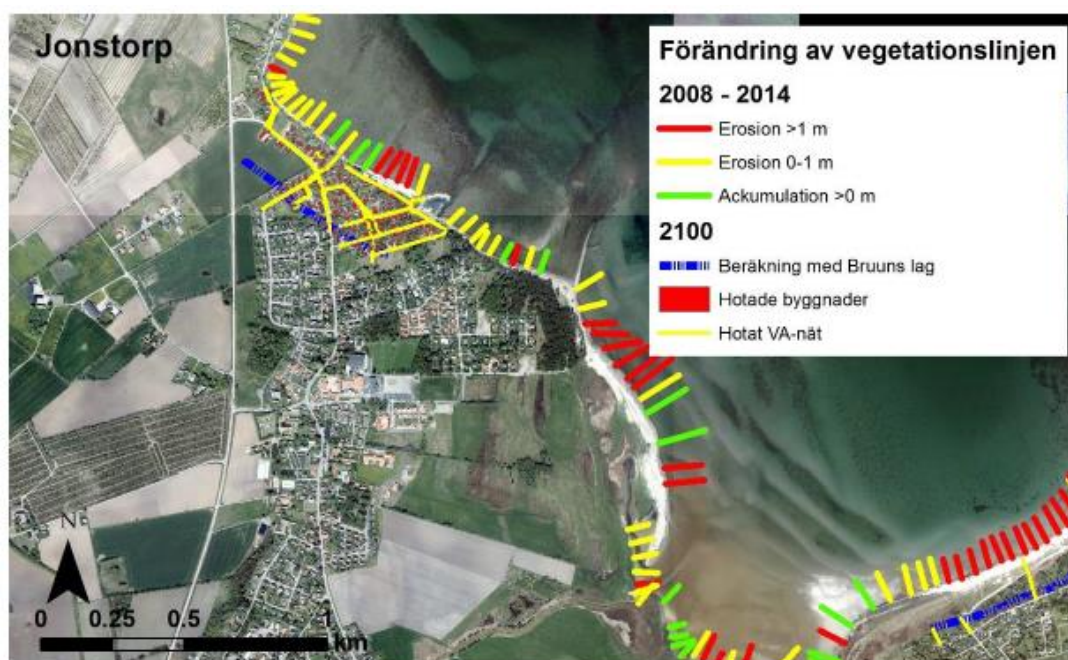 Jonstorp
Förändring av vegetationslinjen
2008 - 2014
Erosion >1 m
Erosion 0-1 m
Ackumulation >0 m
2100
Beräkning med Bruuns lag
Hotade byggnader
Hotat VA-nät
N
0 0.25 0.5 1
km